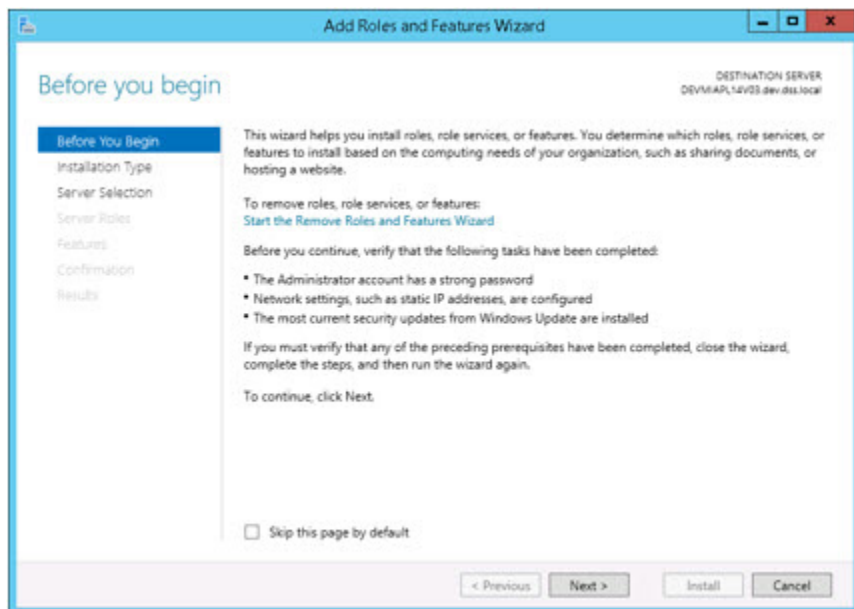 Add Roles and Features Wizard
Before you begin
DESTINATION SERVER
DEVMIAPL14V03.dev.dss.local
Before You Begin
Installation Type
Server Selection
Server Roles
Features
Confirmation
Results
This wizard helps you install roles, role services, or features. You determine which roles, role services, or
features to install based on the computing needs of your organization, such as sharing documents, or
hosting a website.
To remove roles, role services, or features:
Start the Remove Roles and Features Wizard
Before you continue, verify that the following tasks have been completed:
• The Administrator account has a strong password
• Network settings, such as static IP addresses, are configured
• The most current security updates from Windows Update are installed
If you must verify that any of the preceding prerequisites have been completed, close the wizard,
complete the steps, and then run the wizard again.
To continue, click Next.
Skip this page by default
< Previous
Next >
Install
Cancel